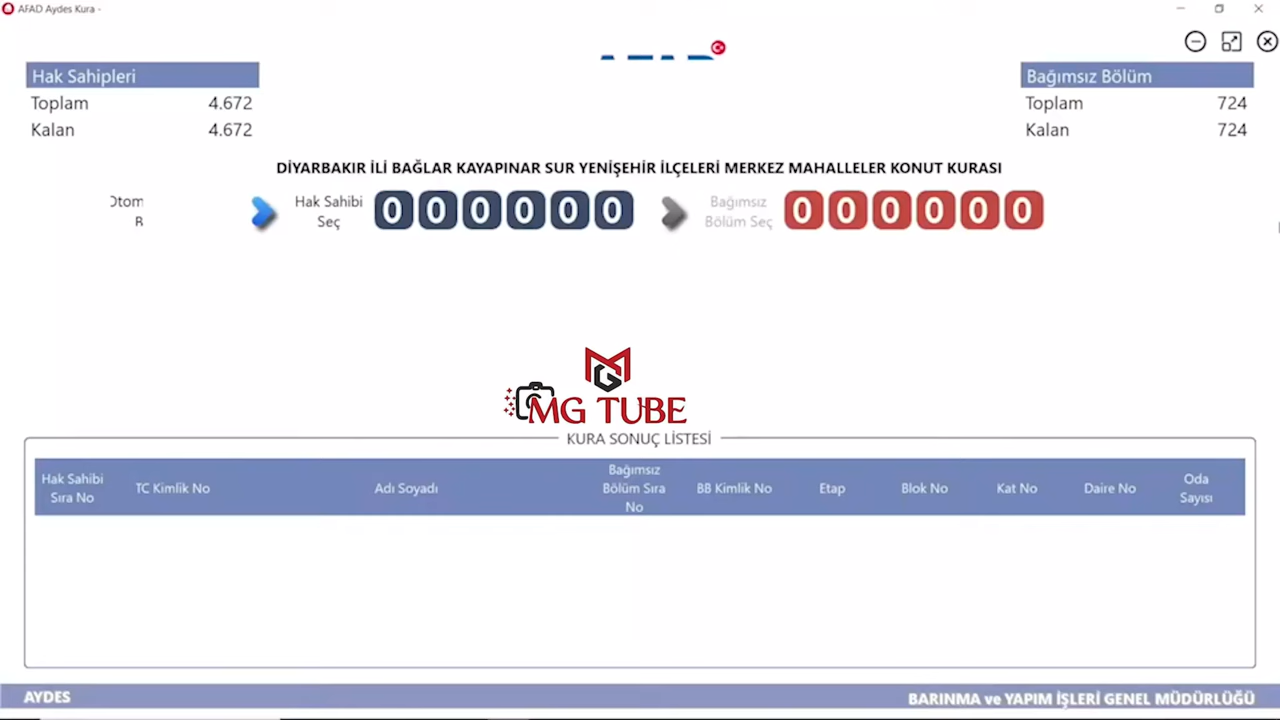 AFAD Aydes Kura -
Hak Sahipleri
Toplam 4.672
Kalan 4.672
Bağımsız Bölüm
Toplam 724
Kalan 724
DİYARBAKIR İLİ BAĞLAR KAYAPINAR SUR YENİŞEHİR İLÇELERİ MERKEZ MAHALLELER KONUT KURASI
Hak Sahibi
Seç
000000
Bağımsız
Bölüm Seç
000000
MG TUBE
KURA SONUÇ LİSTESİ
Hak Sahibi
Sıra No
TC Kimlik No
Adı Soyadı
Bağımsız
Bölüm Sıra
No
BB Kimlik No
Etap
Blok No
Kat No
Daire No
Oda
Sayısı
AYDES
BARINMA ve YAPIM İŞLERİ GENEL MÜDÜRLÜĞÜ